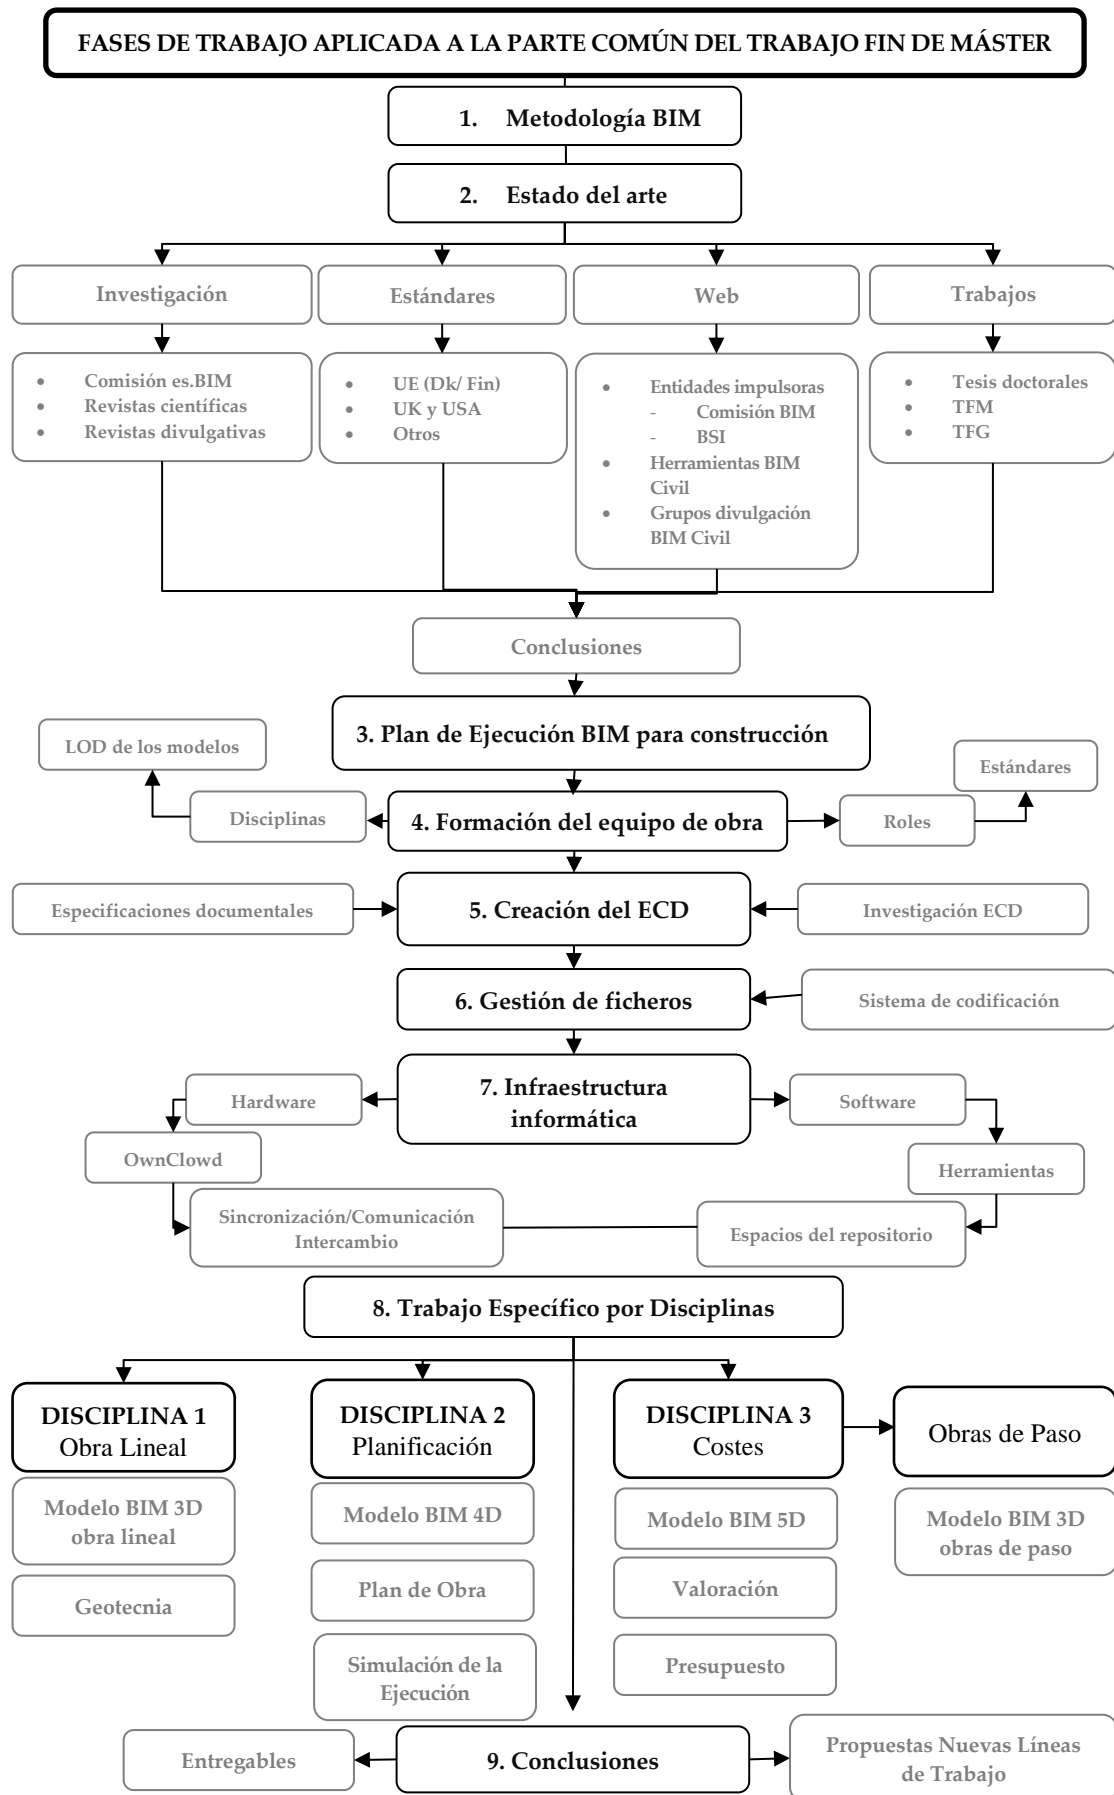 FASES DE TRABAJO APLICADA A LA PARTE COMÚN DEL TRABAJO FIN DE MÁSTER
1. Metodología BIM
2. Estado del arte
Investigación
Estándares
Web
Trabajos
• Comisión es.BIM
• Revistas científicas
• Revistas divulgativas
• UE (Dk/ Fin)
• UK y USA
• Otros
• Entidades impulsoras
- Comisión BIM
- BSI
• Herramientas BIM
Civil
• Grupos divulgación
BIM Civil
• Tesis doctorales
• TFM
• TFG
Conclusiones
3. Plan de Ejecución BIM para construcción
LOD de los modelos
Estándares
Disciplinas
4. Formación del equipo de obra
Roles
Especificaciones documentales
5. Creación del ECD
Investigación ECD
6. Gestión de ficheros
Sistema de codificación
Hardware
7. Infraestructura
informática
Software
OwnClowd
Herramientas
Sincronización/Comunicación
Intercambio
Espacios del repositorio
8. Trabajo Específico por Disciplinas
DISCIPLINA 1
Obra Lineal
DISCIPLINA 2
Planificación
DISCIPLINA 3
Costes
Obras de Paso
Modelo BIM 3D
obra lineal
Modelo BIM 4D
Modelo BIM 5D
Modelo BIM 3D
obras de paso
Geotecnia
Plan de Obra
Valoración
Simulación de la
Ejecución
Presupuesto
Entregables
9. Conclusiones
Propuestas Nuevas Líneas
de Trabajo